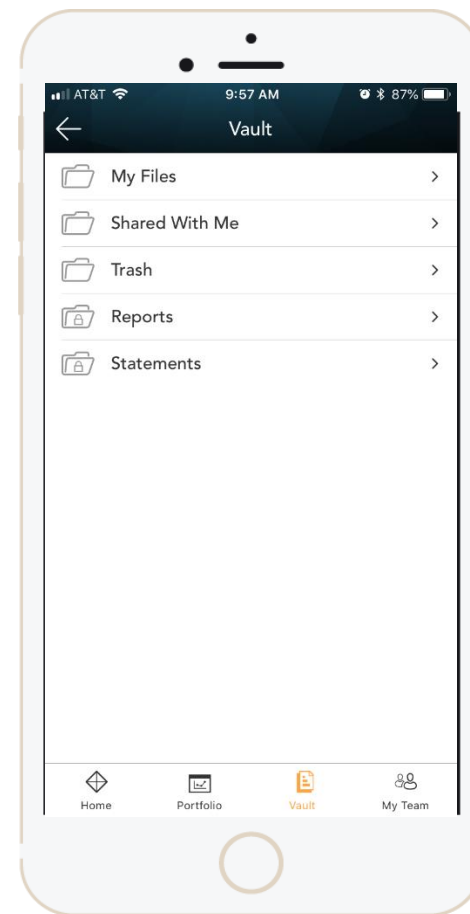 AT&T 9:57 AM 87%
Vault
My Files
Shared With Me
Trash
Reports
Statements
Home Portfolio Vault My Team